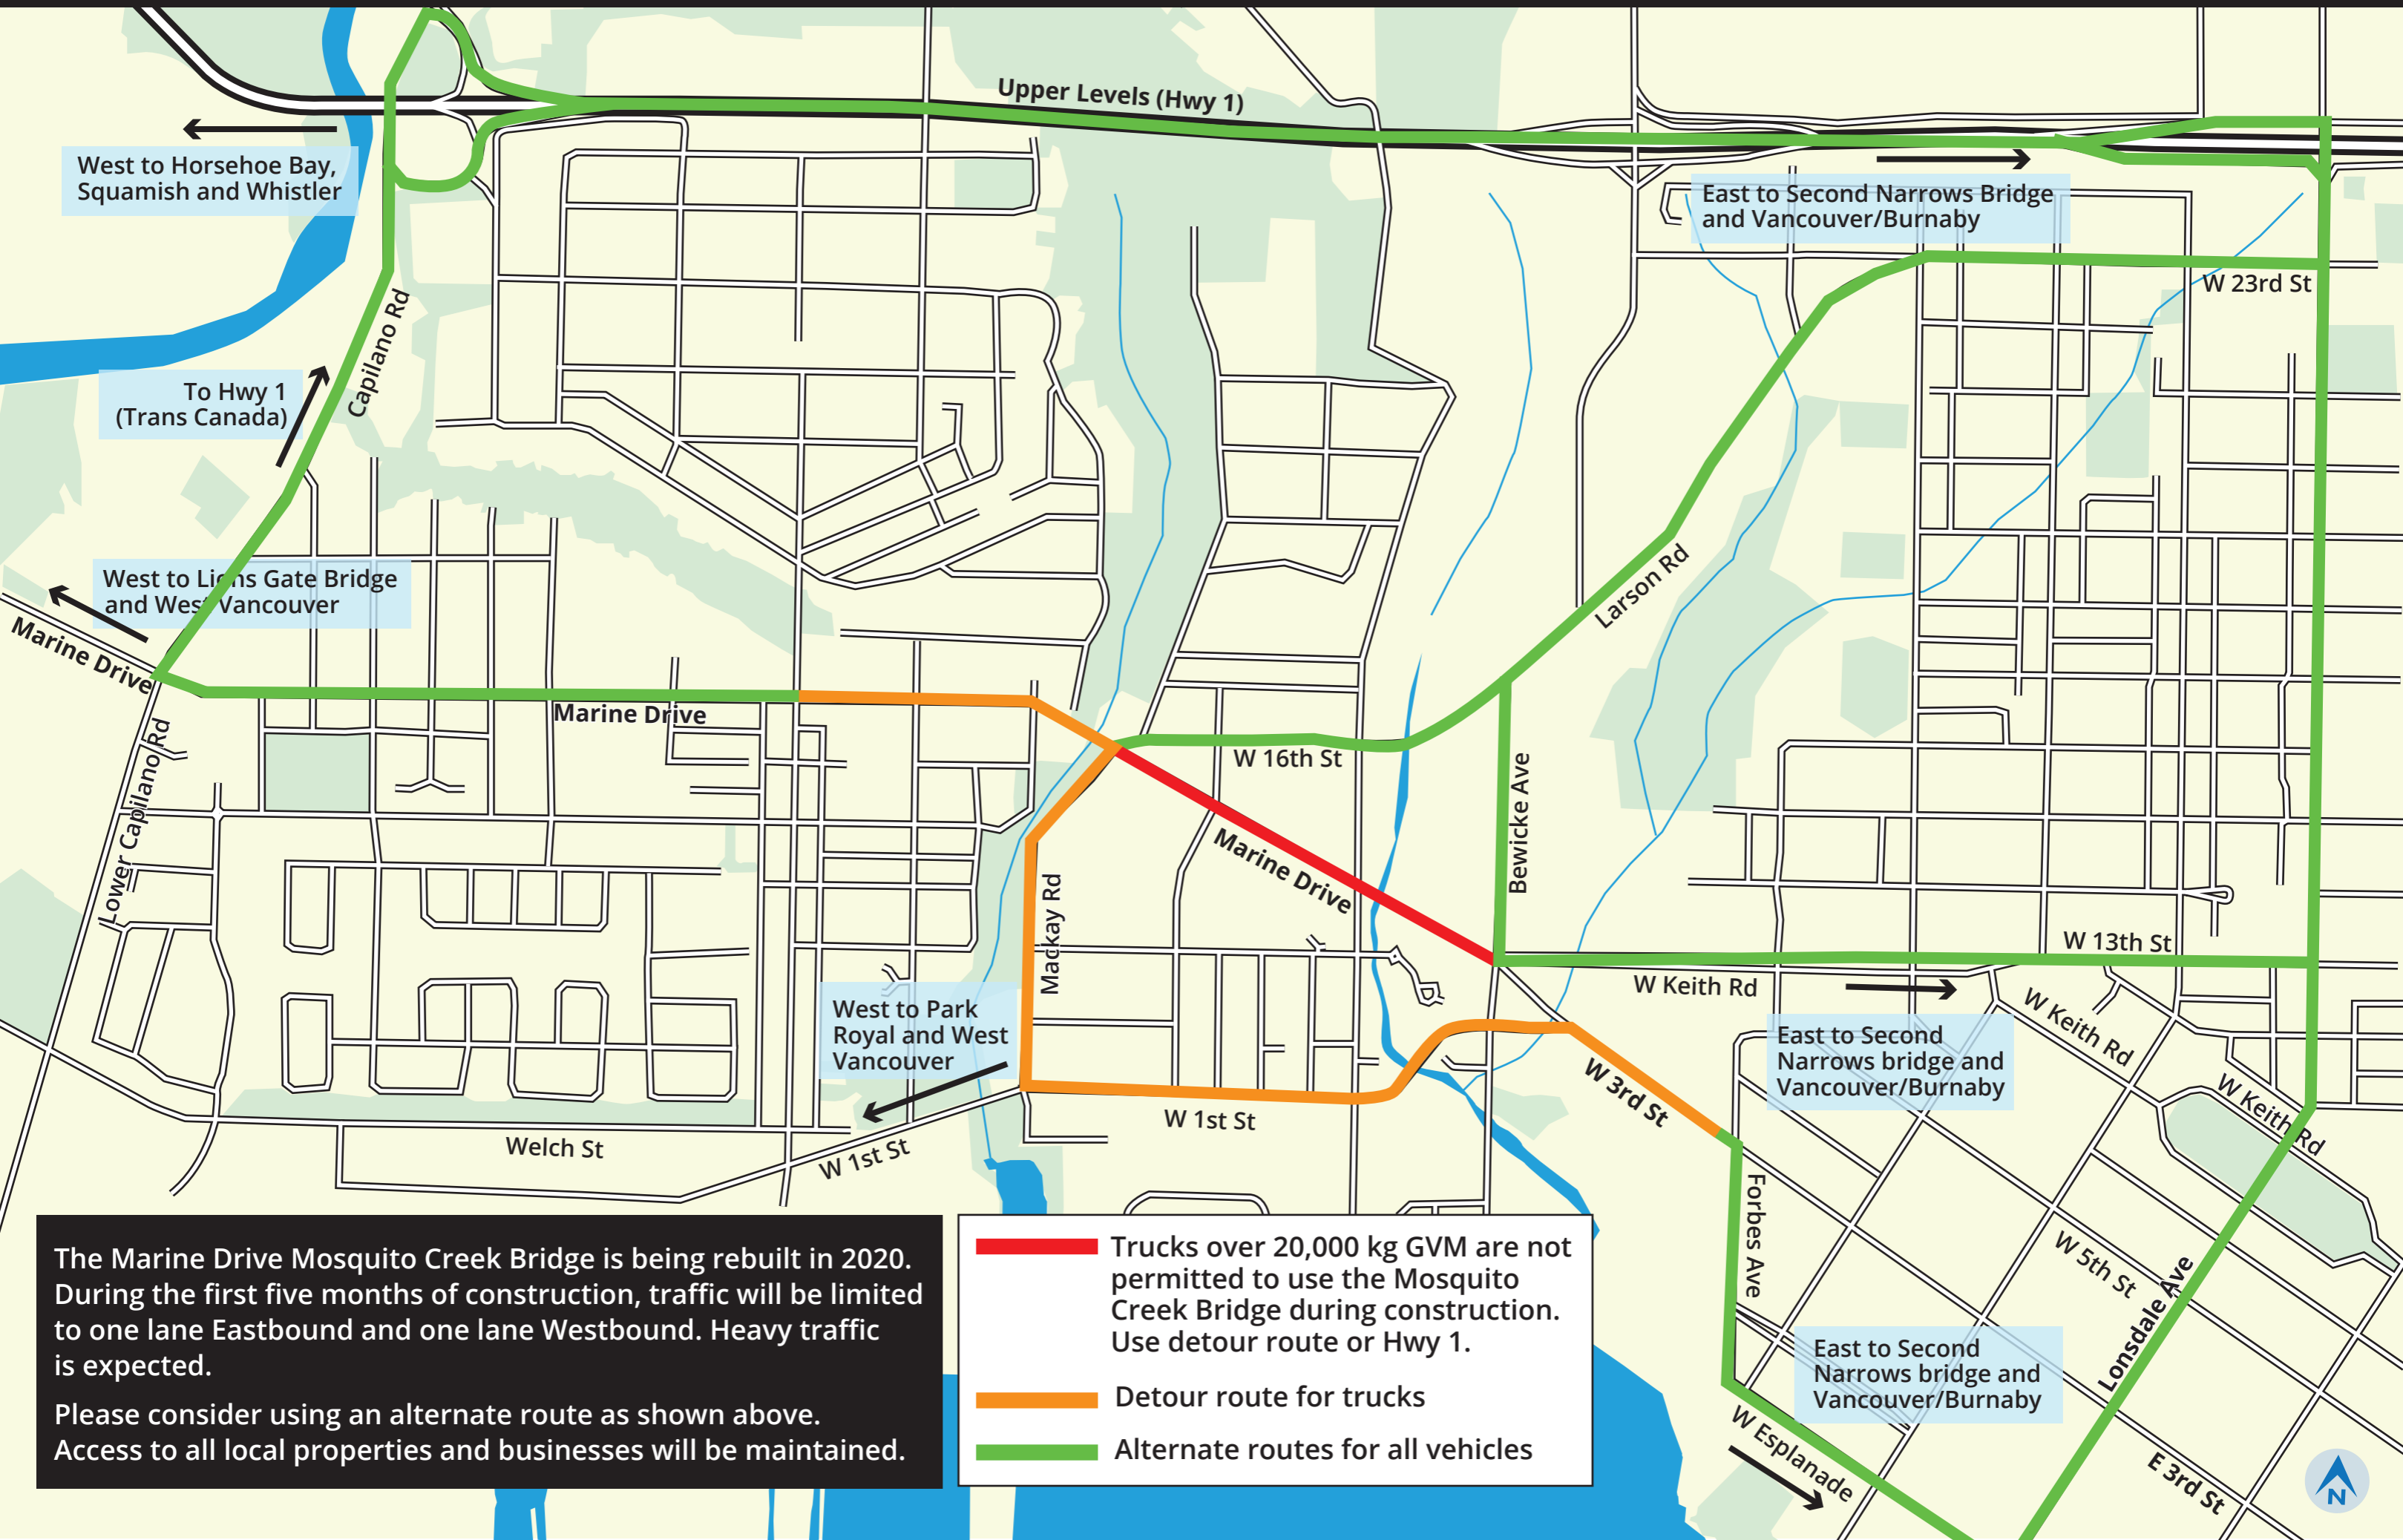 Upper Levels (Hwy 1)
West to Horsehoe Bay,
Squamish and Whistler
East to Second Narrows Bridge
and Vancouver/Burnaby
W 23rd St
Capilano Rd
To Hwy 1
(Trans Canada)
West to Lions Gate Bridge
and West Vancouver
Larson Rd
Marine Drive
Marine Drive
Lower Capilano Rd
W 16th St
Bewicke Ave
Marine Drive
Mackay Rd
W 13th St
W Keith Rd
W Keith Rd
West to Park
Royal and West
Vancouver
East to Second
Narrows bridge and
Vancouver/Burnaby
W Keith Rd
W 3rd St
W 1st St
Welch St
W 1st St
Forbes Ave
W 5th St
Lonsdale Ave
East to Second
Narrows bridge and
Vancouver/Burnaby
W Esplanade
E 3rd St
N
The Marine Drive Mosquito Creek Bridge is being rebuilt in 2020.
During the first five months of construction, traffic will be limited
to one lane Eastbound and one lane Westbound. Heavy traffic
is expected.
Please consider using an alternate route as shown above.
Access to all local properties and businesses will be maintained.
Trucks over 20,000 kg GVM are not
permitted to use the Mosquito
Creek Bridge during construction.
Use detour route or Hwy 1.
Detour route for trucks
Alternate routes for all vehicles